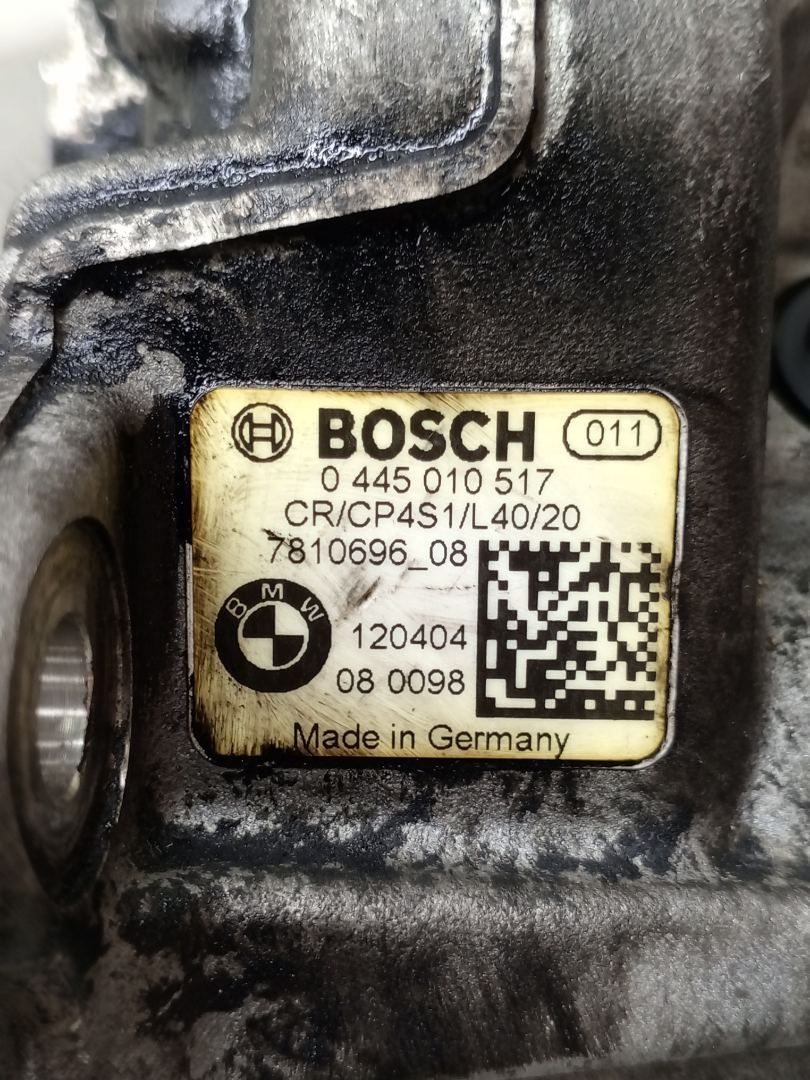 BOSCH 011
0 445 010 517
CR/CP4S1/L40/20
7810696_08
BMW
120404
08 0098
Made in Germany